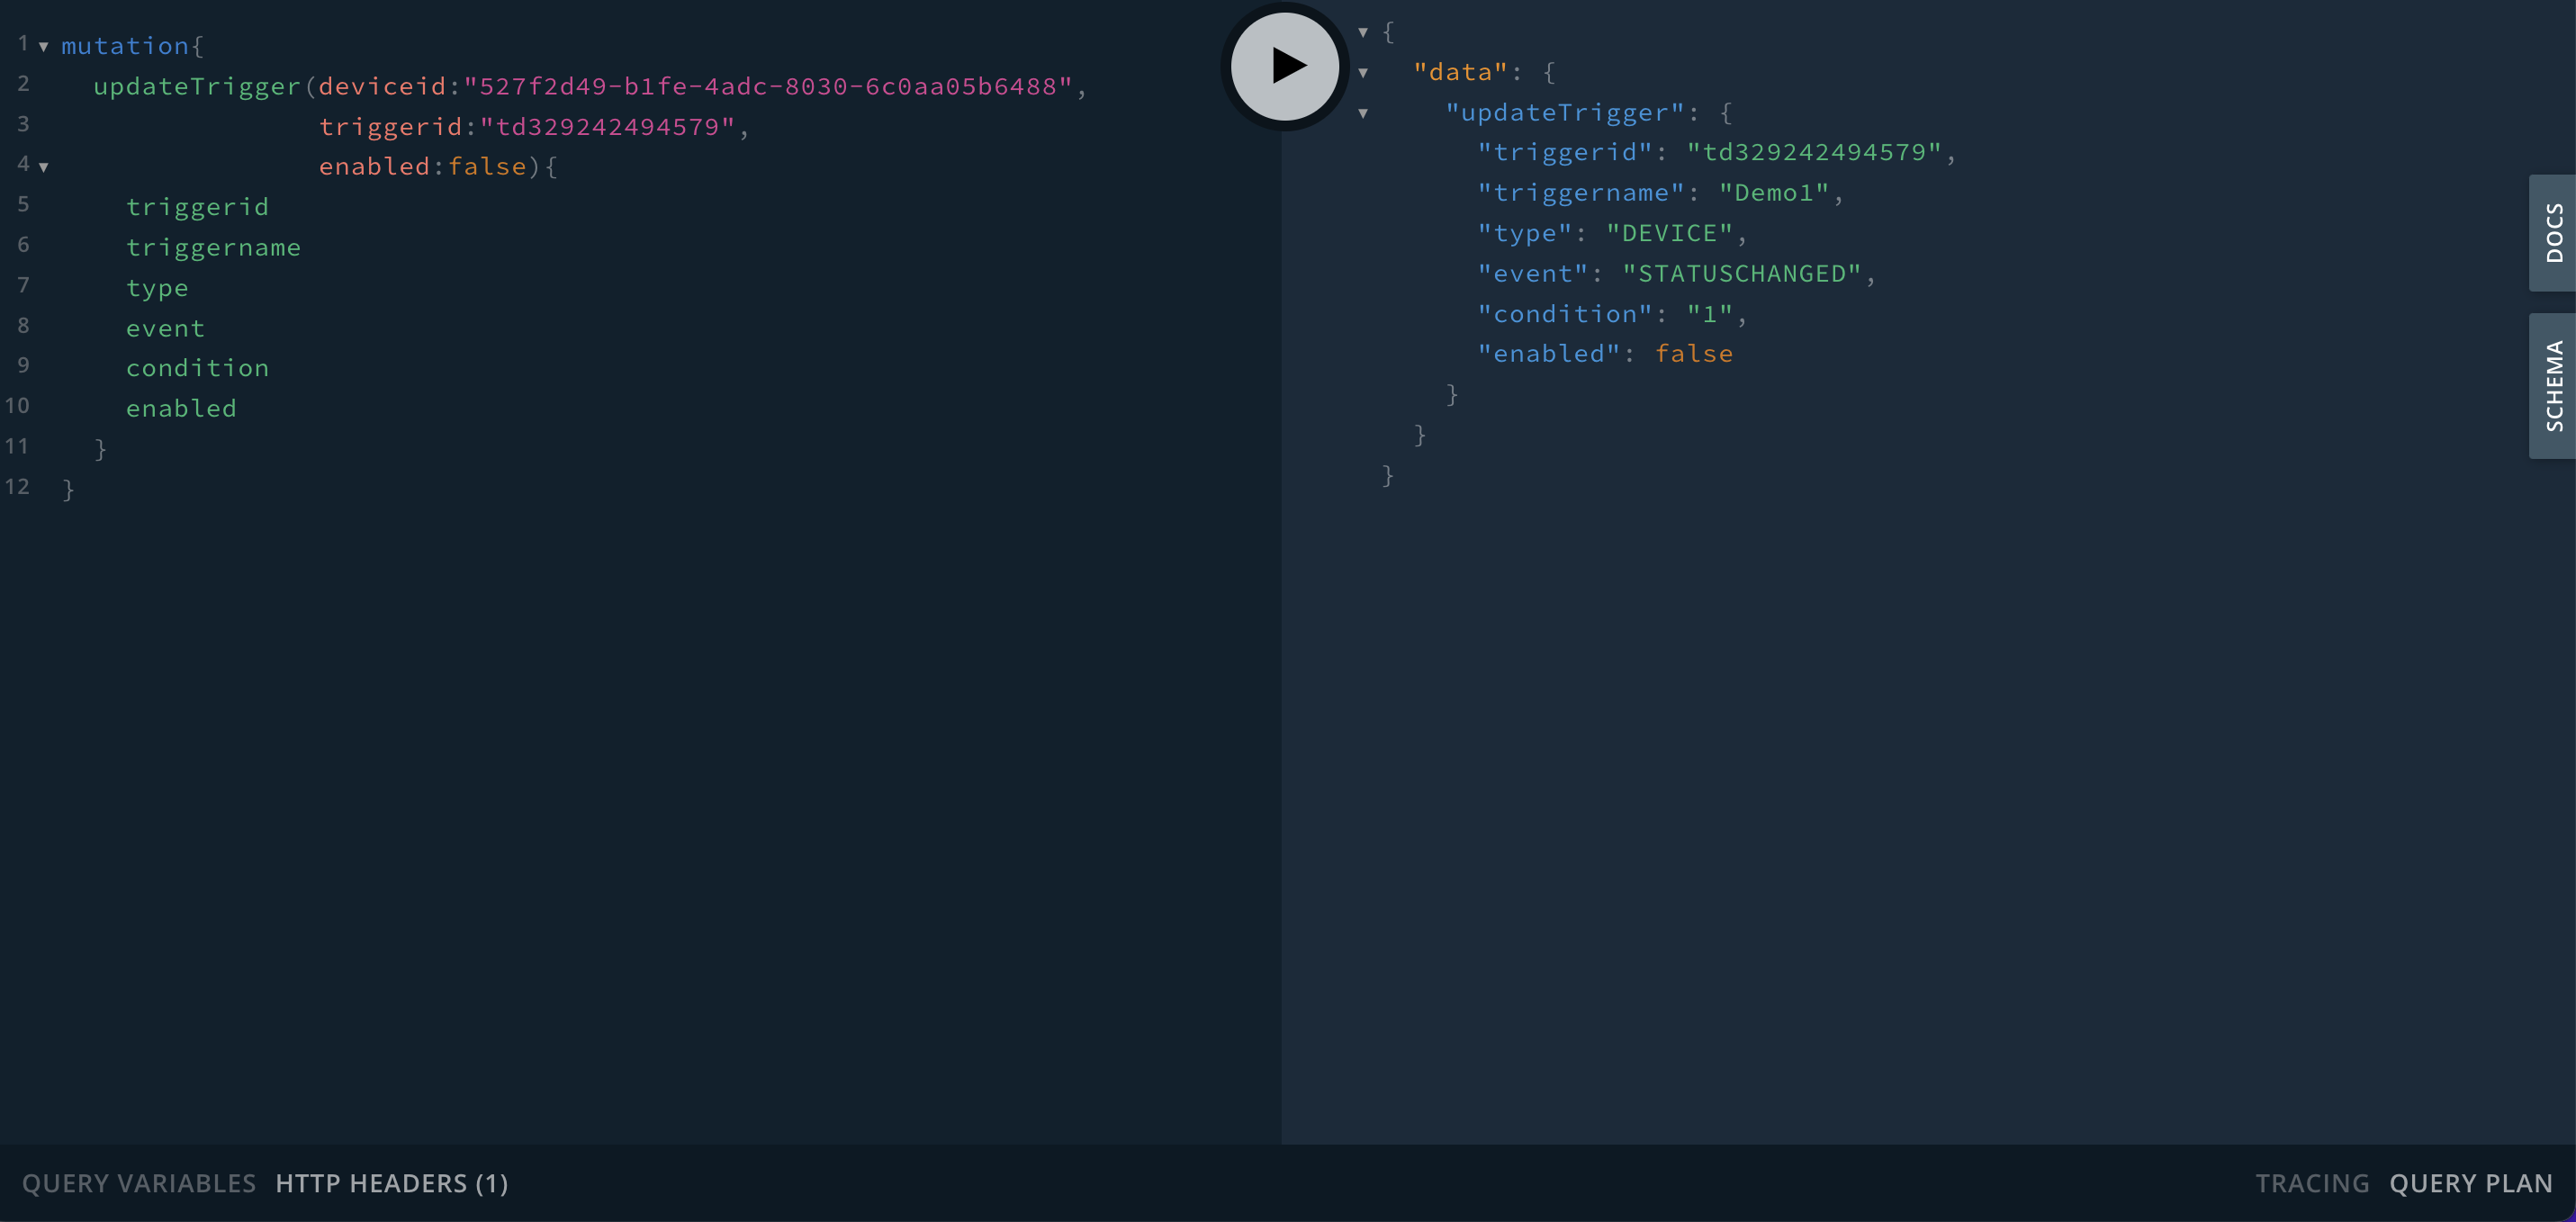 1 ▾ mutation{
2 updateTrigger(deviceid:"527f2d49-b1fe-4adc-8030-6c0aa05b6488",
3 triggerid:"td329242494579",
4 ▾ enabled:false){
5 triggerid
6 triggername
7 type
8 event
9 condition
10 enabled
11 }
12 }
▾ {
▾ "data": {
▾ "updateTrigger": {
"triggerid": "td329242494579",
"triggername": "Demo1",
"type": "DEVICE",
"event": "STATUSCHANGED",
"condition": "1",
"enabled": false
}
}
}
DOCS
SCHEMA
QUERY VARIABLES HTTP HEADERS (1)
TRACING QUERY PLAN